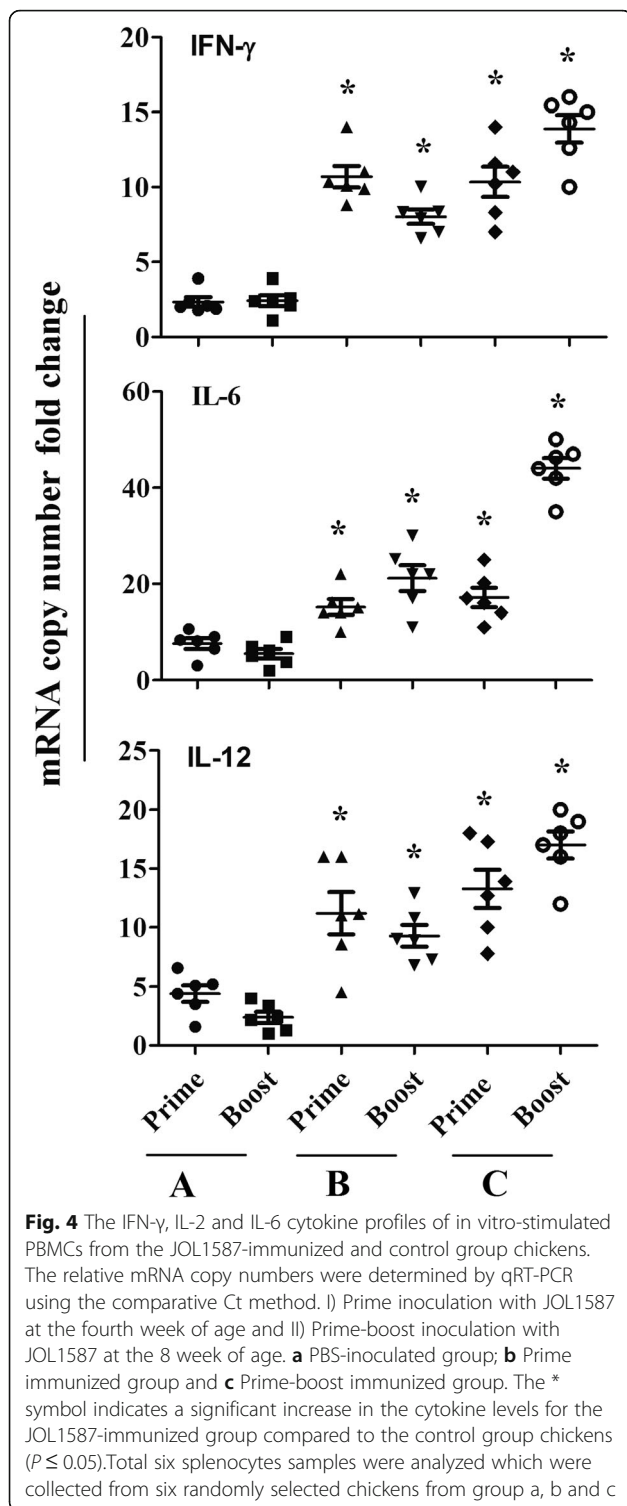 IFN-γ
20
15
10
5
0
IL-6
60
40
20
0
IL-12
25
20
15
10
5
0
mRNA copy number fold change
Prime Boost Prime Boost Prime Boost
A B C
* * * *
* * * *
* * * *
Fig. 4 The IFN-γ, IL-2 and IL-6 cytokine profiles of in vitro-stimulated
PBMCs from the JOL1587-immunized and control group chickens.
The relative mRNA copy numbers were determined by qRT-PCR
using the comparative Ct method. I) Prime inoculation with JOL1587
at the fourth week of age and II) Prime-boost inoculation with
JOL1587 at the 8 week of age. a PBS-inoculated group; b Prime
immunized group and c Prime-boost immunized group. The *
symbol indicates a significant increase in the cytokine levels for the
JOL1587-immunized group compared to the control group chickens
(P ≤ 0.05).Total six splenocytes samples were analyzed which were
collected from six randomly selected chickens from group a, b and c